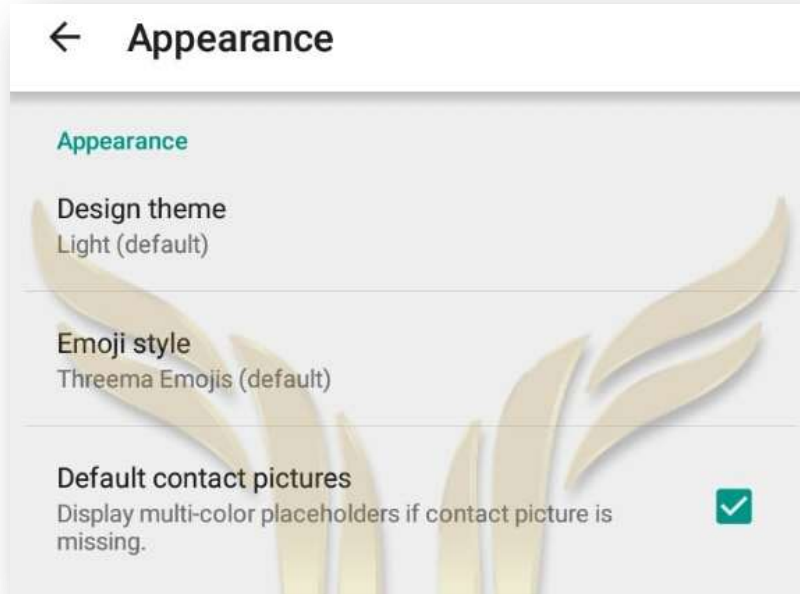 Appearance
Appearance
Design theme
Light (default)
Emoji style
Threema Emojis (default)
Default contact pictures
Display multi-color placeholders if contact picture is
missing.